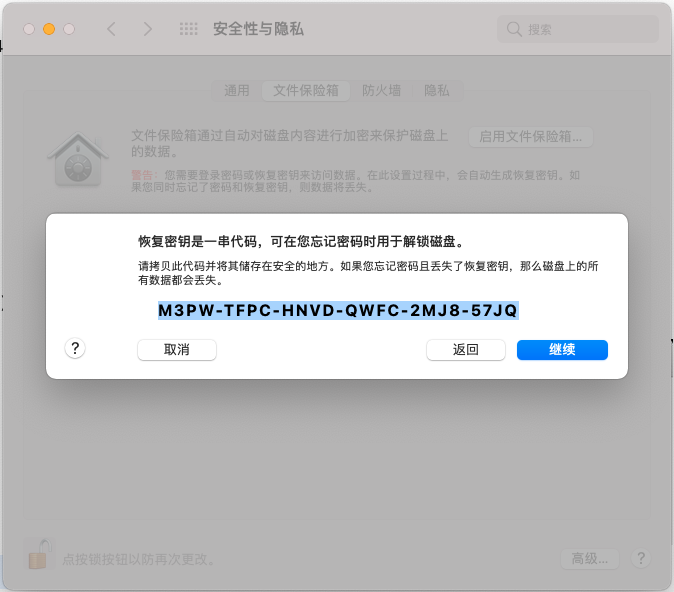 安全性与隐私
搜索
通用 文件保险箱 防火墙 隐私
文件保险箱通过自动对磁盘内容进行加密来保护磁盘上
的数据。
启用文件保险箱...
警告：您需要登录密码或恢复密钥来访问数据。在此设置过程中，会自动生成恢复密钥。如
果您同时忘记了密码和恢复密钥，则数据将丢失。
恢复密钥是一串代码，可在您忘记密码时用于解锁磁盘。
请拷贝此代码并将其储存在安全的地方。如果您忘记密码且丢失了恢复密钥，那么磁盘上的所
有数据都会丢失。
M3PW-TFPC-HNVD-QWFC-2MJ8-57JQ
? 取消 返回 继续
点按锁按钮以防再次更改。
高级... ?